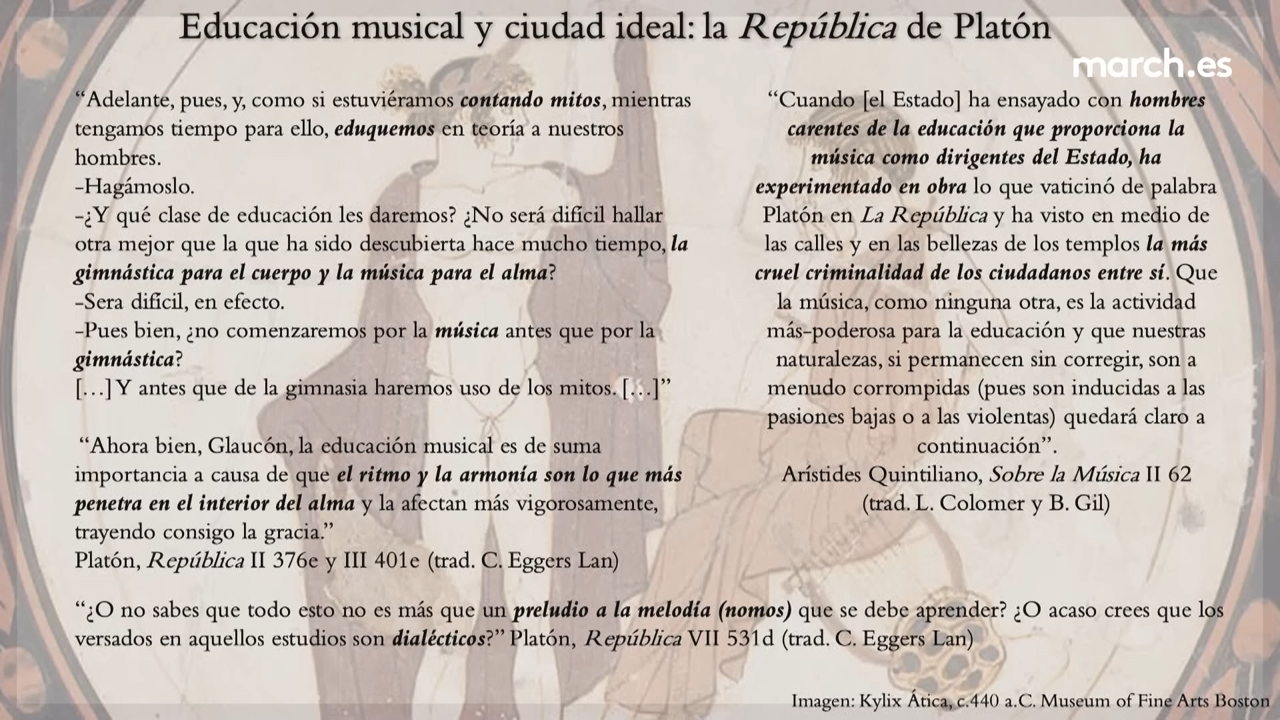 Educación musical y ciudad ideal: la República de Platón
march.es
“Adelante, pues, y, como si estuviéramos contando mitos, mientras
tengamos tiempo para ello, eduquemos en teoría a nuestros
hombres.
-Hagámoslo.
-¿Y qué clase de educación les daremos? ¿No será difícil hallar
otra mejor que la que ha sido descubierta hace mucho tiempo, la
gimnástica para el cuerpo y la música para el alma?
-Sera difícil, en efecto.
-Pues bien, ¿no comenzaremos por la música antes que por la
gimnástica?
[…] Y antes que de la gimnasia haremos uso de los mitos. […]”
“Ahora bien, Glaucón, la educación musical es de suma
importancia a causa de que el ritmo y la armonía son lo que más
penetra en el interior del alma y la afectan más vigorosamente,
trayendo consigo la gracia.”
Platón, República II 376e y III 401e (trad. C. Eggers Lan)
“Cuando [el Estado] ha ensayado con hombres
carentes de la educación que proporciona la
música como dirigentes del Estado, ha
experimentado en obra lo que vaticinó de palabra
Platón en La República y ha visto en medio de
las calles y en las bellezas de los templos la más
cruel criminalidad de los ciudadanos entre sí. Que
la música, como ninguna otra, es la actividad
más-poderosa para la educación y que nuestras
naturalezas, si permanecen sin corregir, son a
menudo corrompidas (pues son inducidas a las
pasiones bajas o a las violentas) quedará claro a
continuación”.
Arístides Quintiliano, Sobre la Música II 62
(trad. L. Colomer y B. Gil)
“¿O no sabes que todo esto no es más que un preludio a la melodía (nomos) que se debe aprender? ¿O acaso crees que los
versados en aquellos estudios son dialécticos?” Platón, República VII 531d (trad. C. Eggers Lan)
Imagen: Kylix Ática, c.440 a.C. Museum of Fine Arts Boston